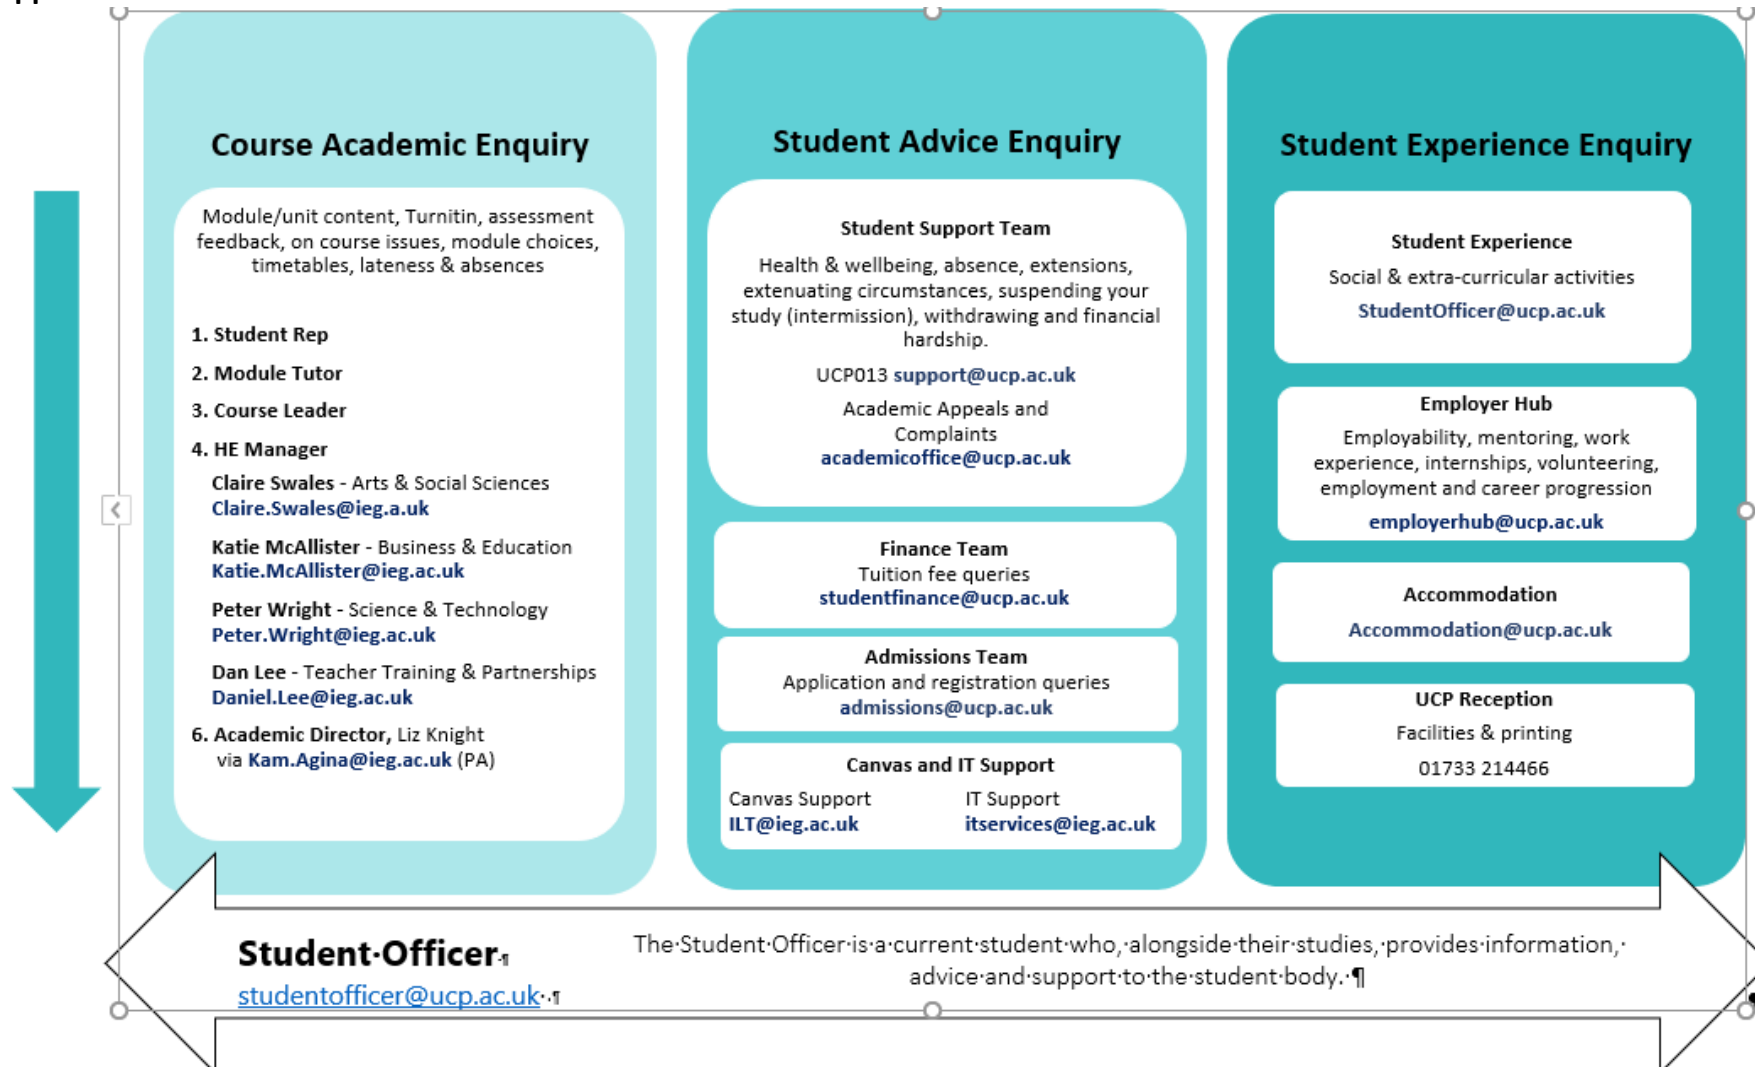 Course Academic Enquiry
Module/unit content, Turnitin, assessment
feedback, on course issues, module choices,
timetables, lateness & absences
1. Student Rep
2. Module Tutor
3. Course Leader
4. HE Manager
Claire Swales - Arts & Social Sciences
Claire.Swales@ieg.a.uk
Katie McAllister - Business & Education
Katie.McAllister@ieg.ac.uk
Peter Wright - Science & Technology
Peter.Wright@ieg.ac.uk
Dan Lee - Teacher Training & Partnerships
Daniel.Lee@ieg.ac.uk
6. Academic Director, Liz Knight
via Kam.Agina@ieg.ac.uk (PA)
Student Advice Enquiry
Student Support Team
Health & wellbeing, absence, extensions,
extenuating circumstances, suspending your
study (intermission), withdrawing and financial
hardship.
UCP013 support@ucp.ac.uk
Academic Appeals and
Complaints
academicoffice@ucp.ac.uk
Finance Team
Tuition fee queries
studentfinance@ucp.ac.uk
Admissions Team
Application and registration queries
admissions@ucp.ac.uk
Canvas and IT Support
Canvas Support IT Support
ILT@ieg.ac.uk itservices@ieg.ac.uk
Student Experience Enquiry
Student Experience
Social & extra-curricular activities
StudentOfficer@ucp.ac.uk
Employer Hub
Employability, mentoring, work
experience, internships, volunteering,
employment and career progression
employerhub@ucp.ac.uk
Accommodation
Accommodation@ucp.ac.uk
UCP Reception
Facilities & printing
01733 214466
Student·Officer·¶
studentofficer@ucp.ac.uk··¶
The·Student·Officer·is·a·current·student·who,·alongside·their·studies,·provides·information,·
advice·and·support·to·the·student·body.·¶